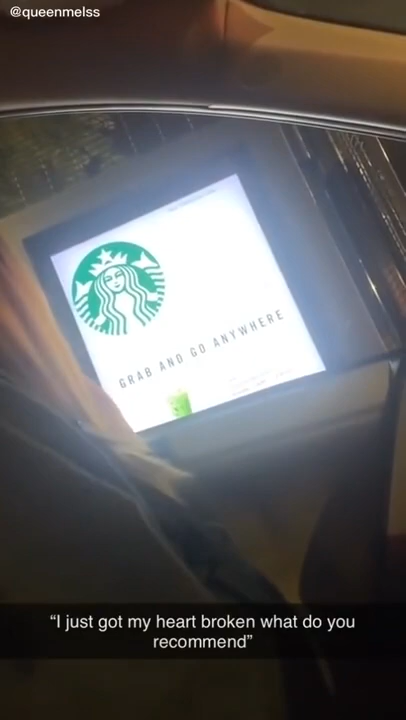 @queenmelss
GRAB AND GO ANYWHERE
“I just got my heart broken what do you
recommend”